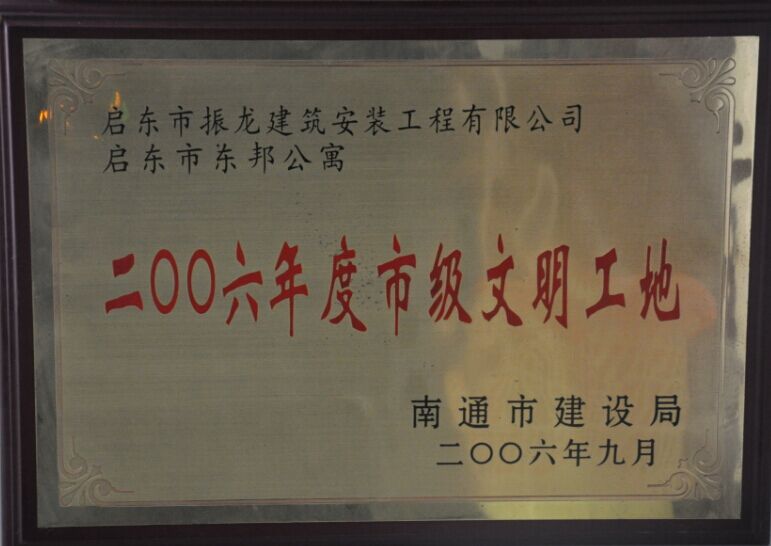 启东市振龙建筑安装工程有限公司
启东市东邦公寓
二〇〇六年度市级文明工地
南通市建设局
二〇〇六年九月